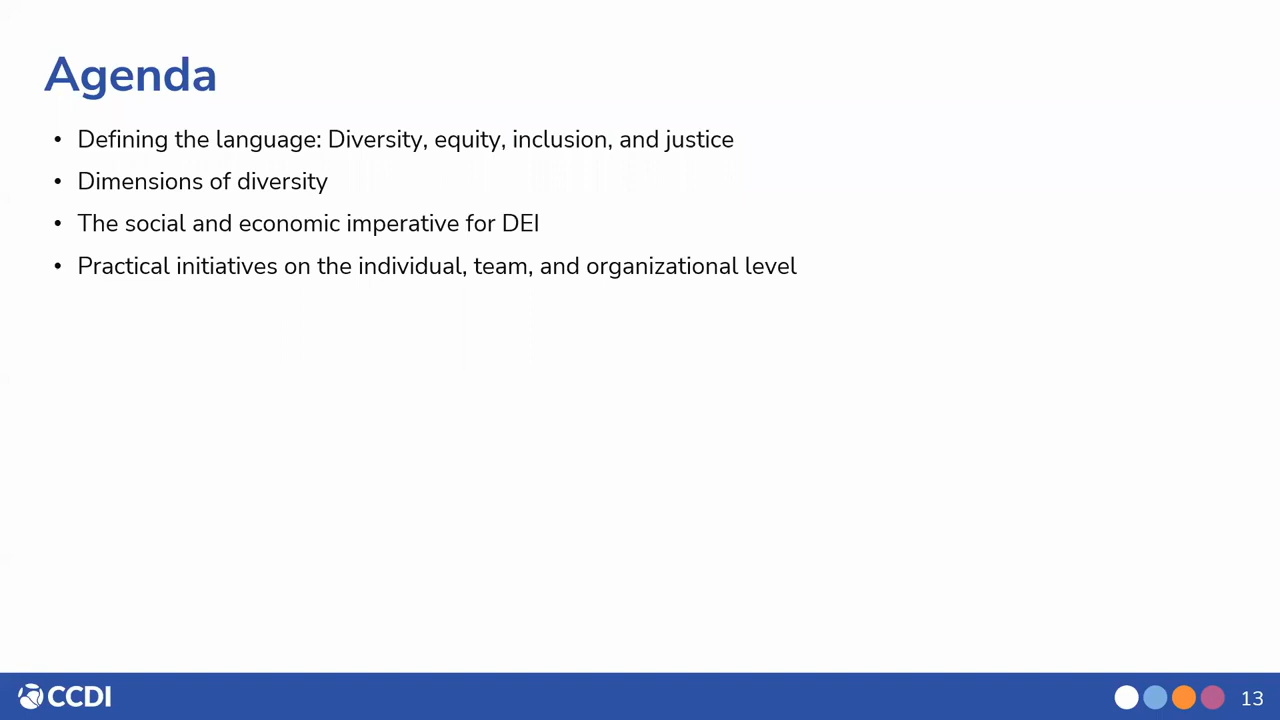 Agenda
• Defining the language: Diversity, equity, inclusion, and justice
• Dimensions of diversity
• The social and economic imperative for DEI
• Practical initiatives on the individual, team, and organizational level
CCDI
13